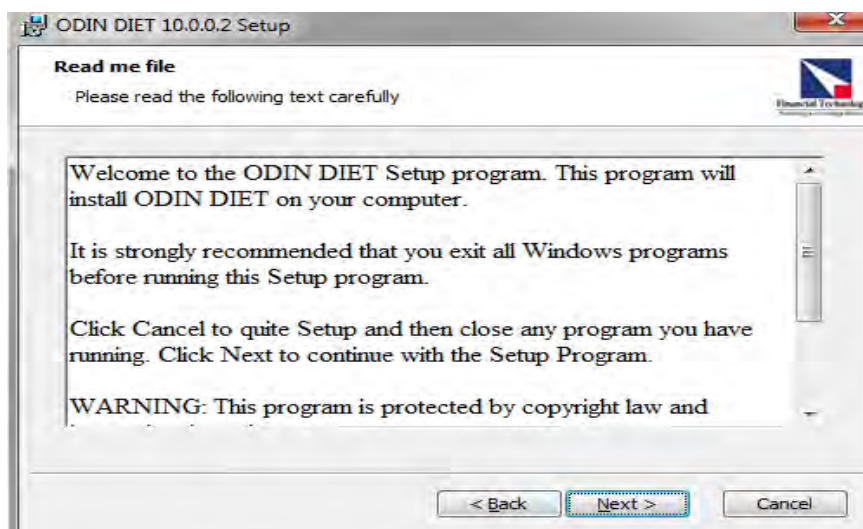 ODIN DIET 10.0.0.2 Setup
Read me file
Please read the following text carefully
Financial Technolog
Welcome to the ODIN DIET Setup program. This program will
install ODIN DIET on your computer.
It is strongly recommended that you exit all Windows programs
before running this Setup program.
Click Cancel to quite Setup and then close any program you have
running. Click Next to continue with the Setup Program.
WARNING: This program is protected by copyright law and
< Back
Next >
Cancel